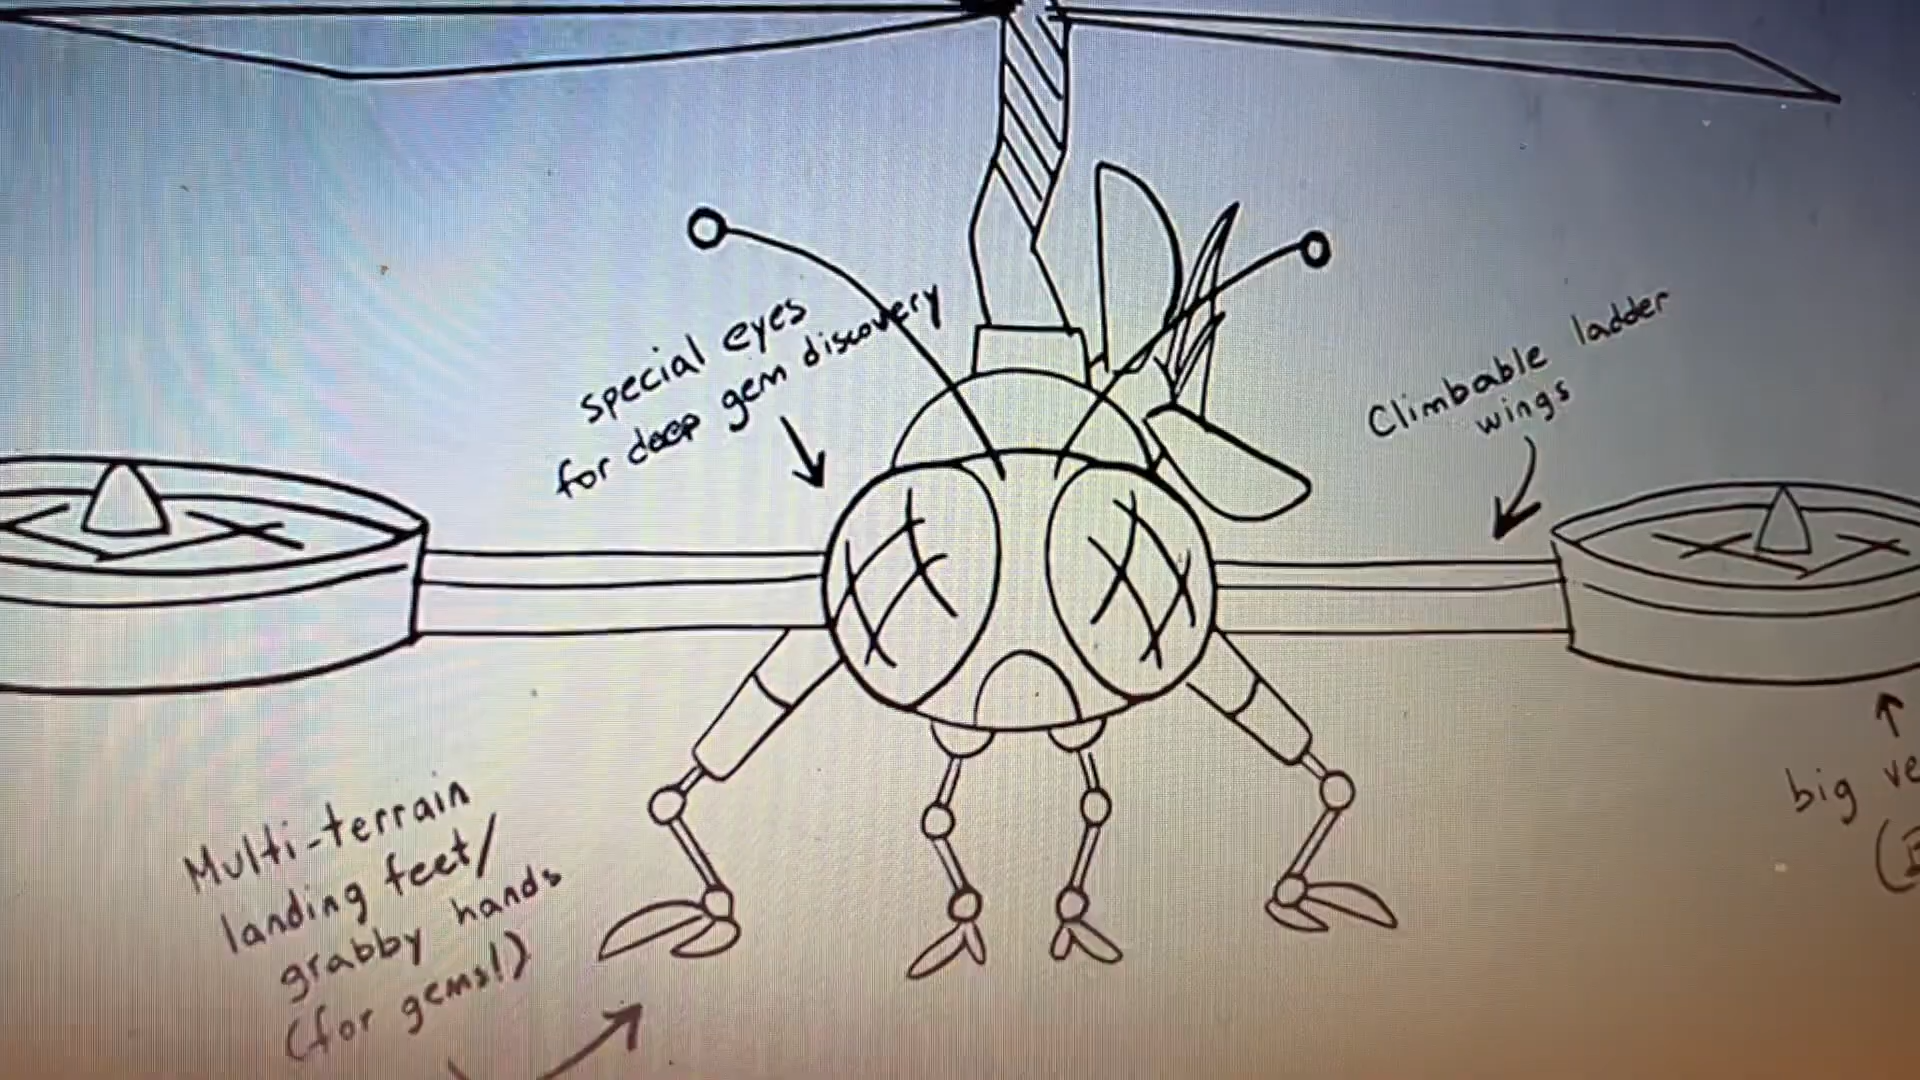 special eyes
for deep gem discovery
Climbable ladder
wings
Multi-terrain
landing feet/
grabby hands
(for gems!)
big